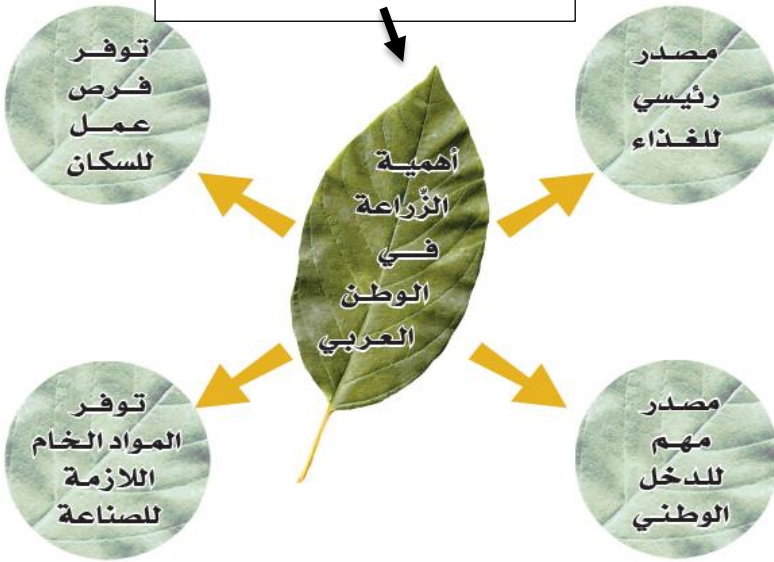 أهمية
الزّراعة
في
الوطن
العربي
مصدر
رئيسي
للغذاء
توفر
فرص
عمل
للسكان
مصدر
مهم
للدخل
الوطني
توفر
المواد الخام
اللازمة
للصناعة